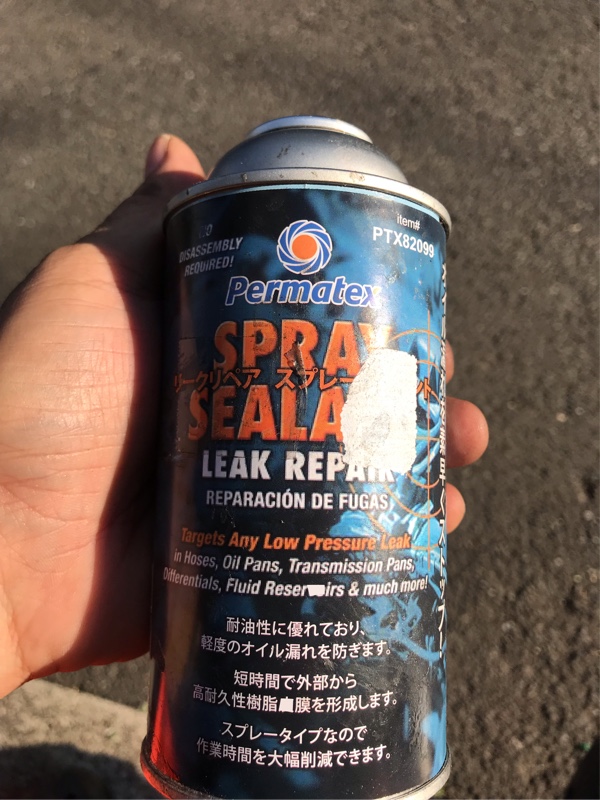 DISASSEMBLY
REQUIRED!
item#
PTX82099
Permatex
SPRAY
リークリペア スプレー
LEAK REPAIR
REPARACIÓN DE FUGAS
Targets Any Low Pressure Leak
in Hoses, Oil Pans, Transmission Pans,
Differentials, Fluid & much more!
耐油性に優れており、
軽度のオイル漏れを防ぎます。
短時間で外部から
高耐久性樹脂膜を形成します。
スプレータイプなので
作業時間を大幅削減できます。